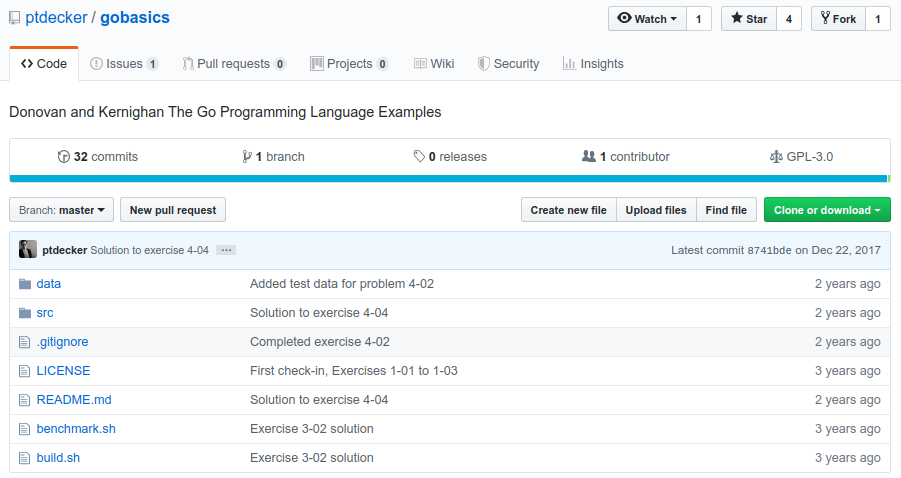 ptdecker / gobasics
Watch 1 Star 4 Fork 1
Code Issues 1 Pull requests 0 Projects 0 Wiki Security Insights
Donovan and Kernighan The Go Programming Language Examples
32 commits 1 branch 0 releases 1 contributor GPL-3.0
Branch: master New pull request Create new file Upload files Find file Clone or download
ptdecker Solution to exercise 4-04 ... Latest commit 8741bde on Dec 22, 2017
data Added test data for problem 4-02 2 years ago
src Solution to exercise 4-04 2 years ago
.gitignore Completed exercise 4-02 2 years ago
LICENSE First check-in, Exercises 1-01 to 1-03 3 years ago
README.md Solution to exercise 4-04 2 years ago
benchmark.sh Exercise 3-02 solution 3 years ago
build.sh Exercise 3-02 solution 3 years ago